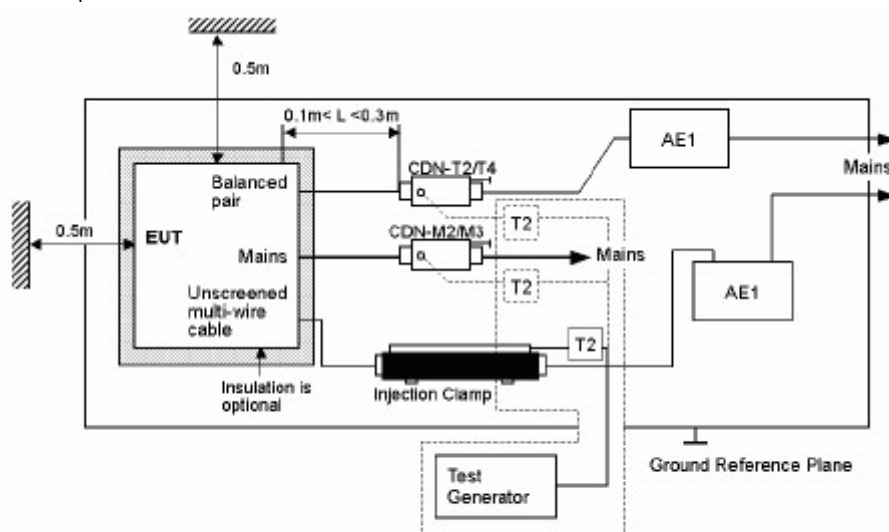 0.5m
0.1m< L <0.3m
AE1
CDN-T2/T4
Mains
Balanced
pair
T2
0.5m
EUT
CDN-M2/M3
Mains
Mains
T2
AE1
Unscreened
multi-wire
cable
T2
Insulation is
optional
Injection Clamp
Ground Reference Plane
Test
Generator